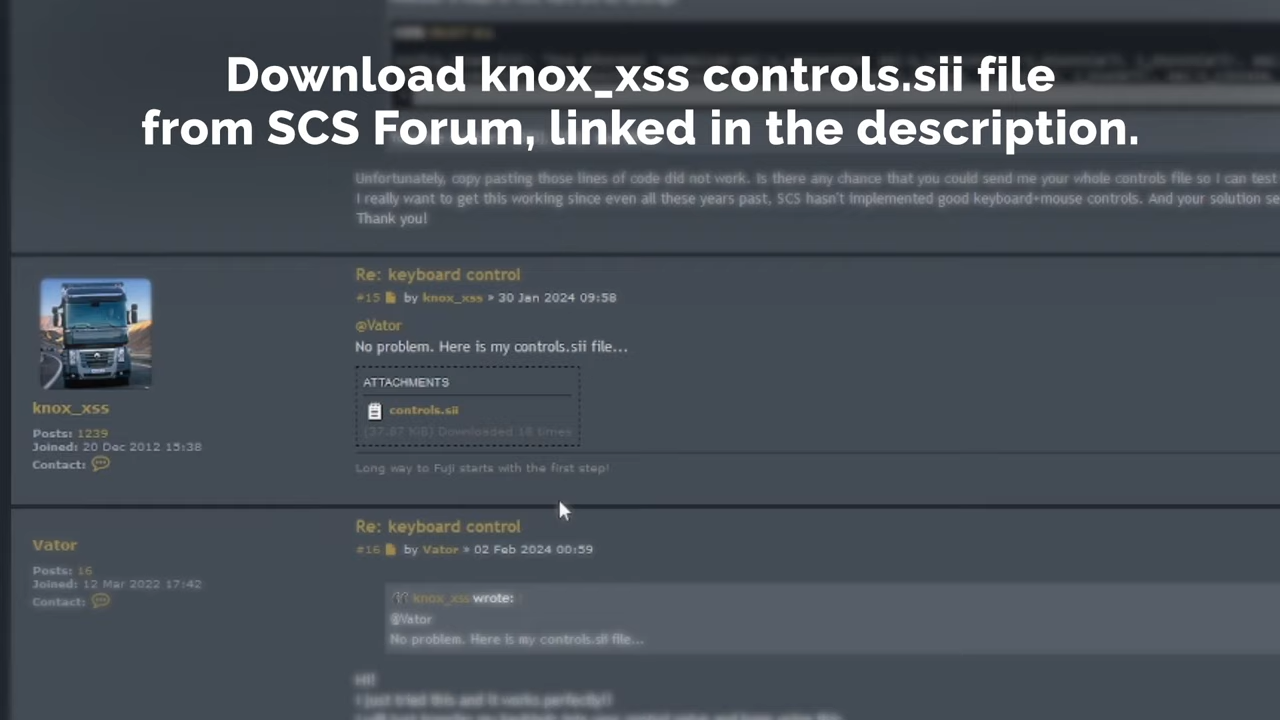 Download knox_xss controls.sii file
from SCS Forum, linked in the description.
Unfortunately, copy pasting those lines of code did not work. Is there any chance that you could send me your whole controls file so I can test
I really want to get this working since even all these years past, SCS hasn't implemented good keyboard+mouse controls. And your solution se
Thank you!
Re: keyboard control
#15 by knox_xss » 30 Jan 2024 09:58
@Vator
No problem. Here is my controls.sii file...
ATTACHMENTS
controls.sii
(37.87 KiB) Downloaded 18 times
Long way to Fuji starts with the first step!
knox_xss
Posts: 1239
Joined: 20 Dec 2012 15:38
Contact:
Re: keyboard control
#16 by Vator » 02 Feb 2024 00:59
Vator
Posts: 16
Joined: 12 Mar 2022 17:42
Contact:
knox_xss wrote:
@Vator
No problem. Here is my controls.sii file...
Hi!
I just tried this and it works perfectly!!